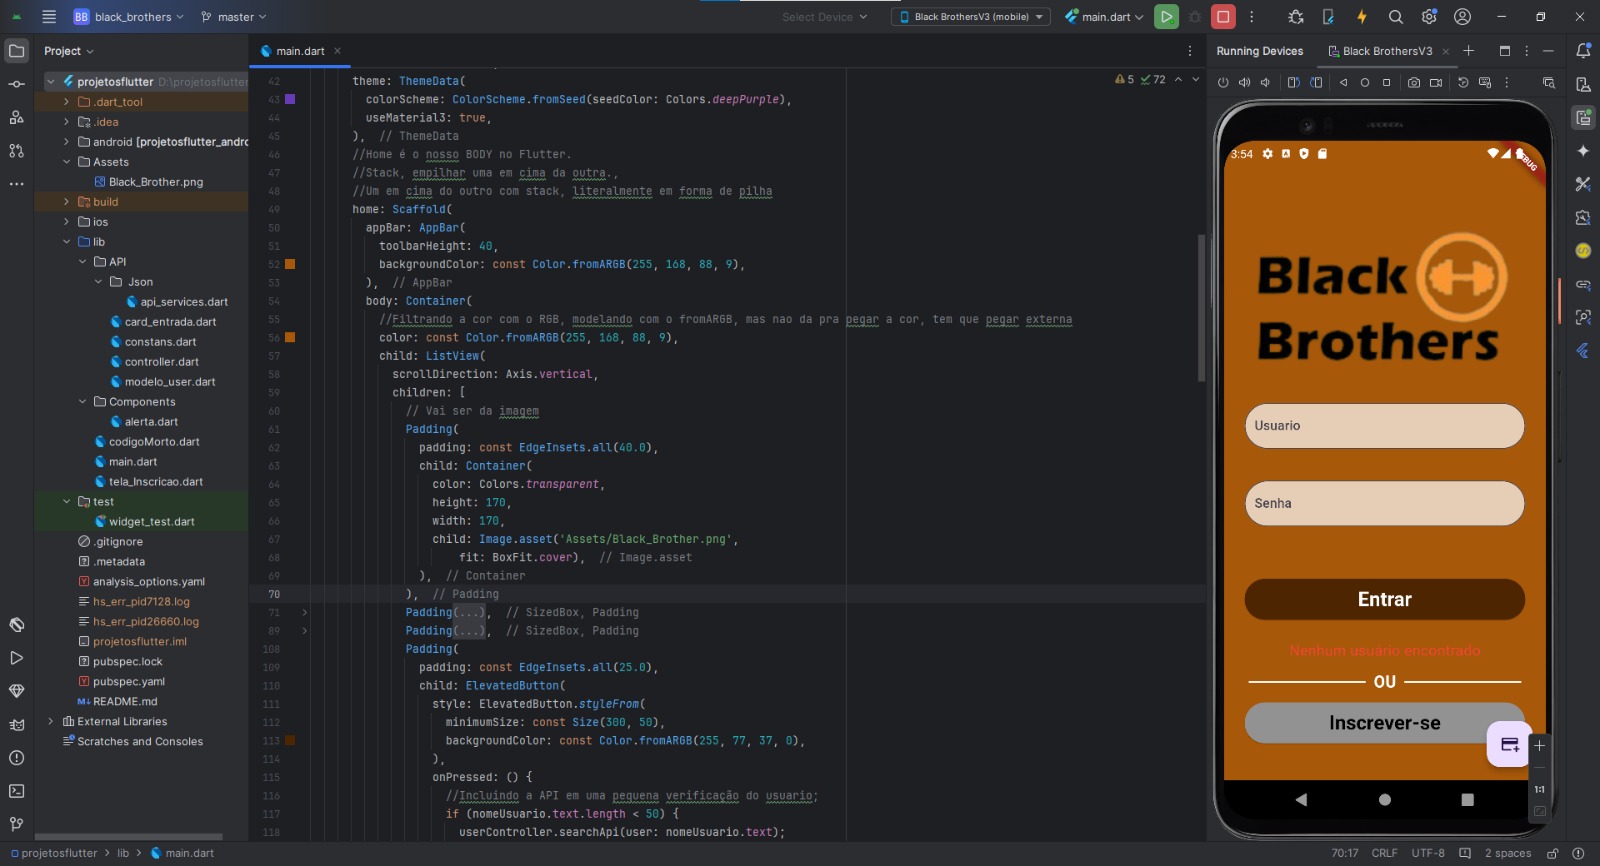 BB black_brothers master Select Device Black BrothersV3 (mobile) main.dart
Project
main.dart
Running Devices Black BrothersV3
projetosflutter D:\projetosflutter
.dart_tool
.idea
android [projetosflutter_andro
Assets
Black_Brother.png
build
ios
lib
API
Json
api_services.dart
card_entrada.dart
constans.dart
controller.dart
modelo_user.dart
Components
alerta.dart
codigoMorto.dart
main.dart
tela_Inscricao.dart
test
widget_test.dart
.gitignore
.metadata
analysis_options.yaml
hs_err_pid7128.log
hs_err_pid26660.log
projetosflutter.iml
pubspec.lock
pubspec.yaml
README.md
External Libraries
Scratches and Consoles
5 72
42 theme: ThemeData(
43 colorScheme: ColorScheme.fromSeed(seedColor: Colors.deepPurple),
44 useMaterial3: true,
45 ), // ThemeData
46 //Home é o nosso BODY no Flutter.
47 //Stack, empilhar uma em cima da outra.,
48 //Um em cima do outro com stack, literalmente em forma de pilha
49 home: Scaffold(
50 appBar: AppBar(
51 toolbarHeight: 40,
52 backgroundColor: const Color.fromARGB(255, 168, 88, 9),
53 ), // AppBar
54 body: Container(
55 //Filtrando a cor com o RGB, modelando com o fromARGB, mas nao da pra pegar a cor, tem que pegar externa
56 color: const Color.fromARGB(255, 168, 88, 9),
57 child: ListView(
58 scrollDirection: Axis.vertical,
59 children: [
60 // Vai ser da imagem
61 Padding(
62 padding: const EdgeInsets.all(40.0),
63 child: Container(
64 color: Colors.transparent,
65 height: 170,
66 width: 170,
67 child: Image.asset('Assets/Black_Brother.png',
68 fit: BoxFit.cover), // Image.asset
69 ), // Container
70 ), // Padding
71 Padding(...), // SizedBox, Padding
89 Padding(...), // SizedBox, Padding
108 Padding(
109 padding: const EdgeInsets.all(25.0),
110 child: ElevatedButton(
111 style: ElevatedButton.styleFrom(
112 minimumSize: const Size(300, 50),
113 backgroundColor: const Color.fromARGB(255, 77, 37, 0),
114 ),
115 onPressed: () {
116 //Incluindo a API em uma pequena verificação do usuario;
117 if (nomeUsuario.text.length < 50) {
118 userController.searchApi(user: nomeUsuario.text);
3:54
Black
Brothers
Usuario
Senha
Entrar
Nenhum usuário encontrado
OU
Inscrever-se
1:1
projetosflutter > lib > main.dart
70:17 CRLF UTF-8 2 spaces